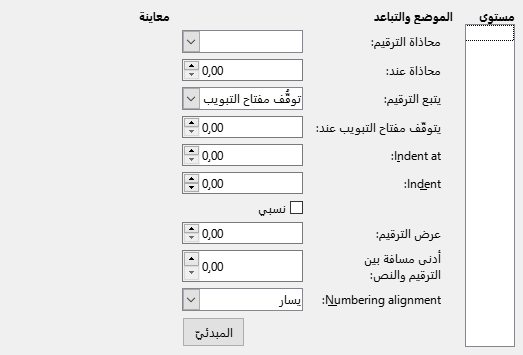 مستوى
الموضع والتباعد
معاينة
محاذاة الترقيم:
محاذاة عند:
0٫00
يتبع الترقيم:
توقُّف مفتاح التبويب
يتوقّف مفتاح التبويب عند:
0٫00
Indent at:
0٫00
Indent:
0٫00
نسبي
عرض الترقيم:
0٫00
أدنى مسافة بين
الترقيم والنص:
0٫00
Numbering alignment:
يسار
المبدئيّ